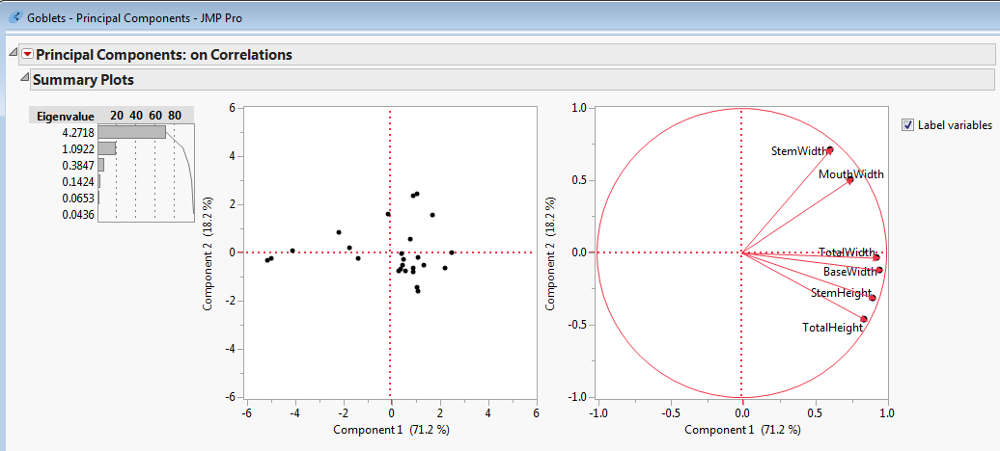 Goblets - Principal Components - JMP Pro
Principal Components: on Correlations
Summary Plots
Eigenvalue 20 40 60 80
4.2718
1.0922
0.3847
0.1424
0.0653
0.0436
6
4
2
0
-2
-4
-6
Component 2 (18.2 %)
-6 -4 -2 0 2 4 6
Component 1 (71.2 %)
1.0
0.5
0.0
-0.5
-1.0
Component 2 (18.2 %)
StemWidth
MouthWidth
TotalWidth
BaseWidth
StemHeight
TotalHeight
-1.0 -0.5 0.0 0.5 1.0
Component 1 (71.2 %)
Label variables